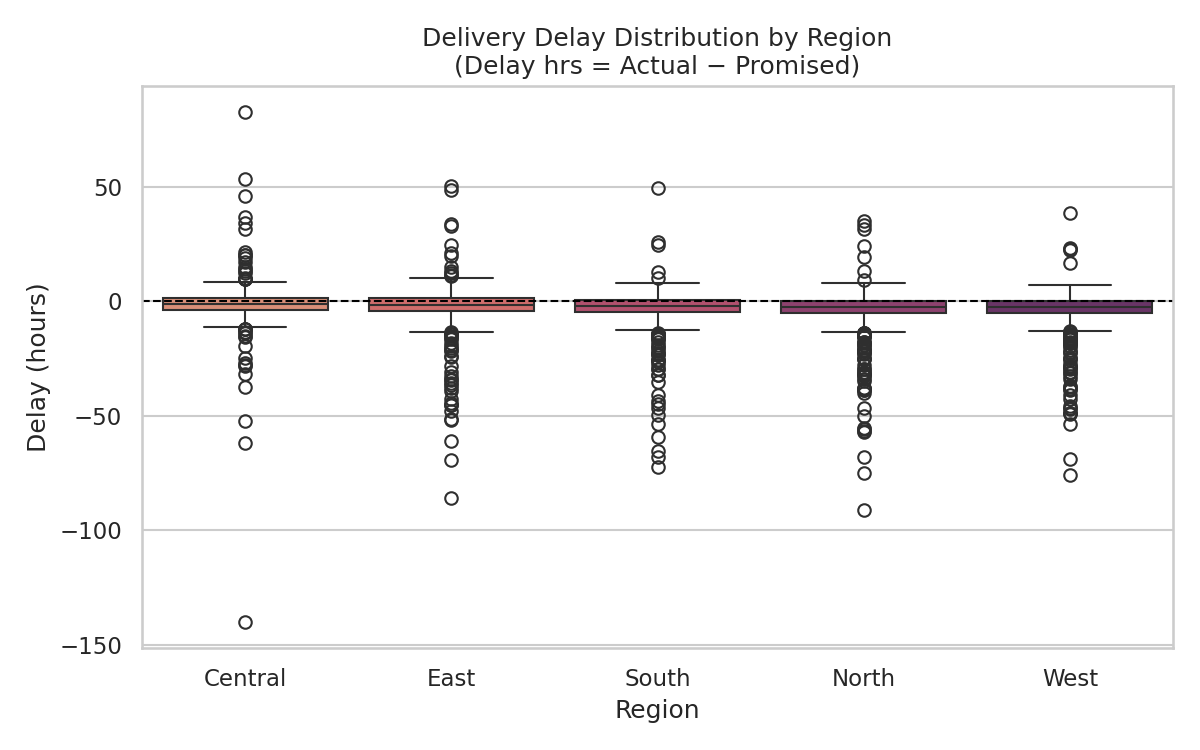 Delivery Delay Distribution by Region
(Delay hrs = Actual − Promised)
Delay (hours)
50
0
−50
−100
−150
Central
East
South
North
West
Region